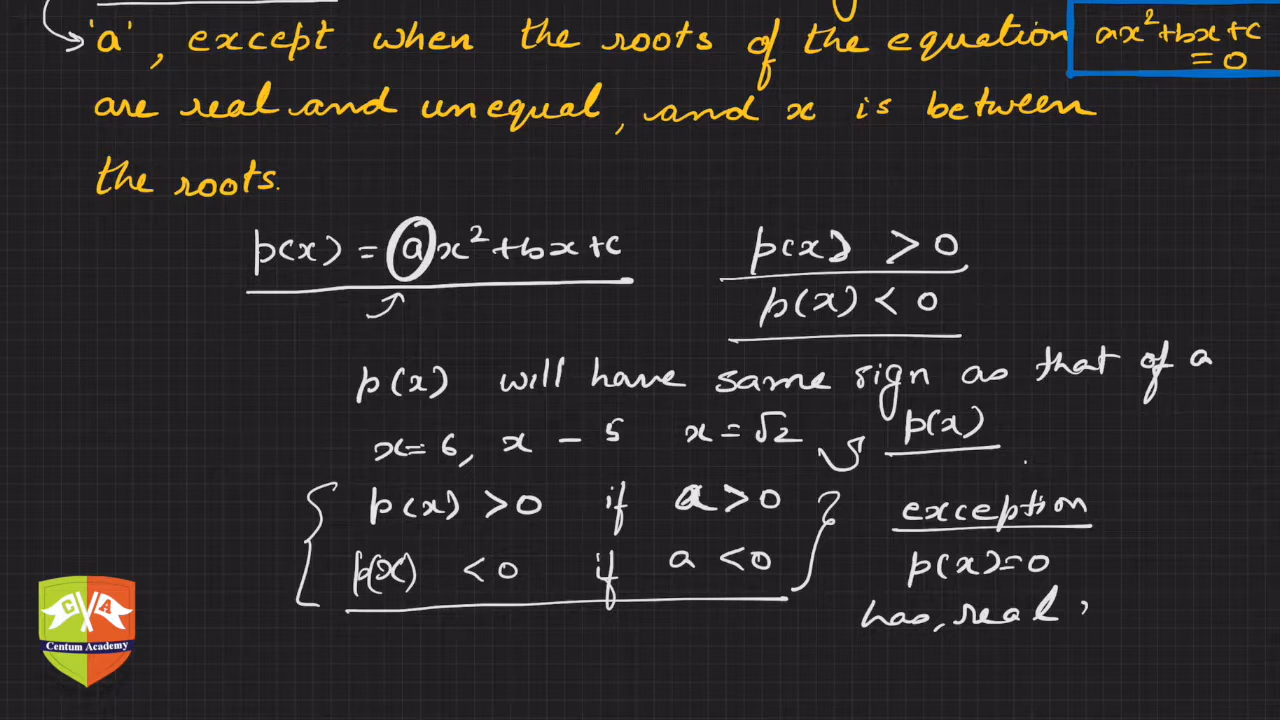 'a', except when the roots of the equation ax² + bx + c = 0
are real and unequal, and x is between
the roots.
p(x) = ax² + bx + c
p(x) > 0
p(x) < 0
p(x) will have same sign as that of a
x = 6, x - 5 x = √2 p(x)
p(x) > 0 if a > 0
p(x) < 0 if a < 0
exception
p(x) = 0
has, real
C A
Centum Academy